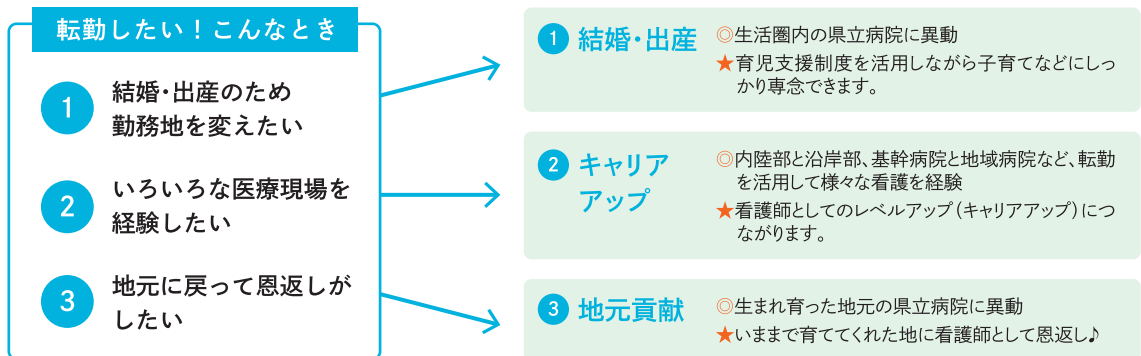 転勤したい！こんなとき
1 結婚・出産のため
勤務地を変えたい
2 いろいろな医療現場を
経験したい
3 地元に戻って恩返しが
したい
1 結婚・出産
◎生活圏内の県立病院に異動
★育児支援制度を活用しながら子育てなどにしっ
かり専念できます。
2 キャリア
アップ
◎内陸部と沿岸部、基幹病院と地域病院など、転勤
を活用して様々な看護を経験
★看護師としてのレベルアップ（キャリアアップ）につ
ながります。
3 地元貢献
◎生まれ育った地元の県立病院に異動
★いままで育ててくれた地に看護師として恩返し♪